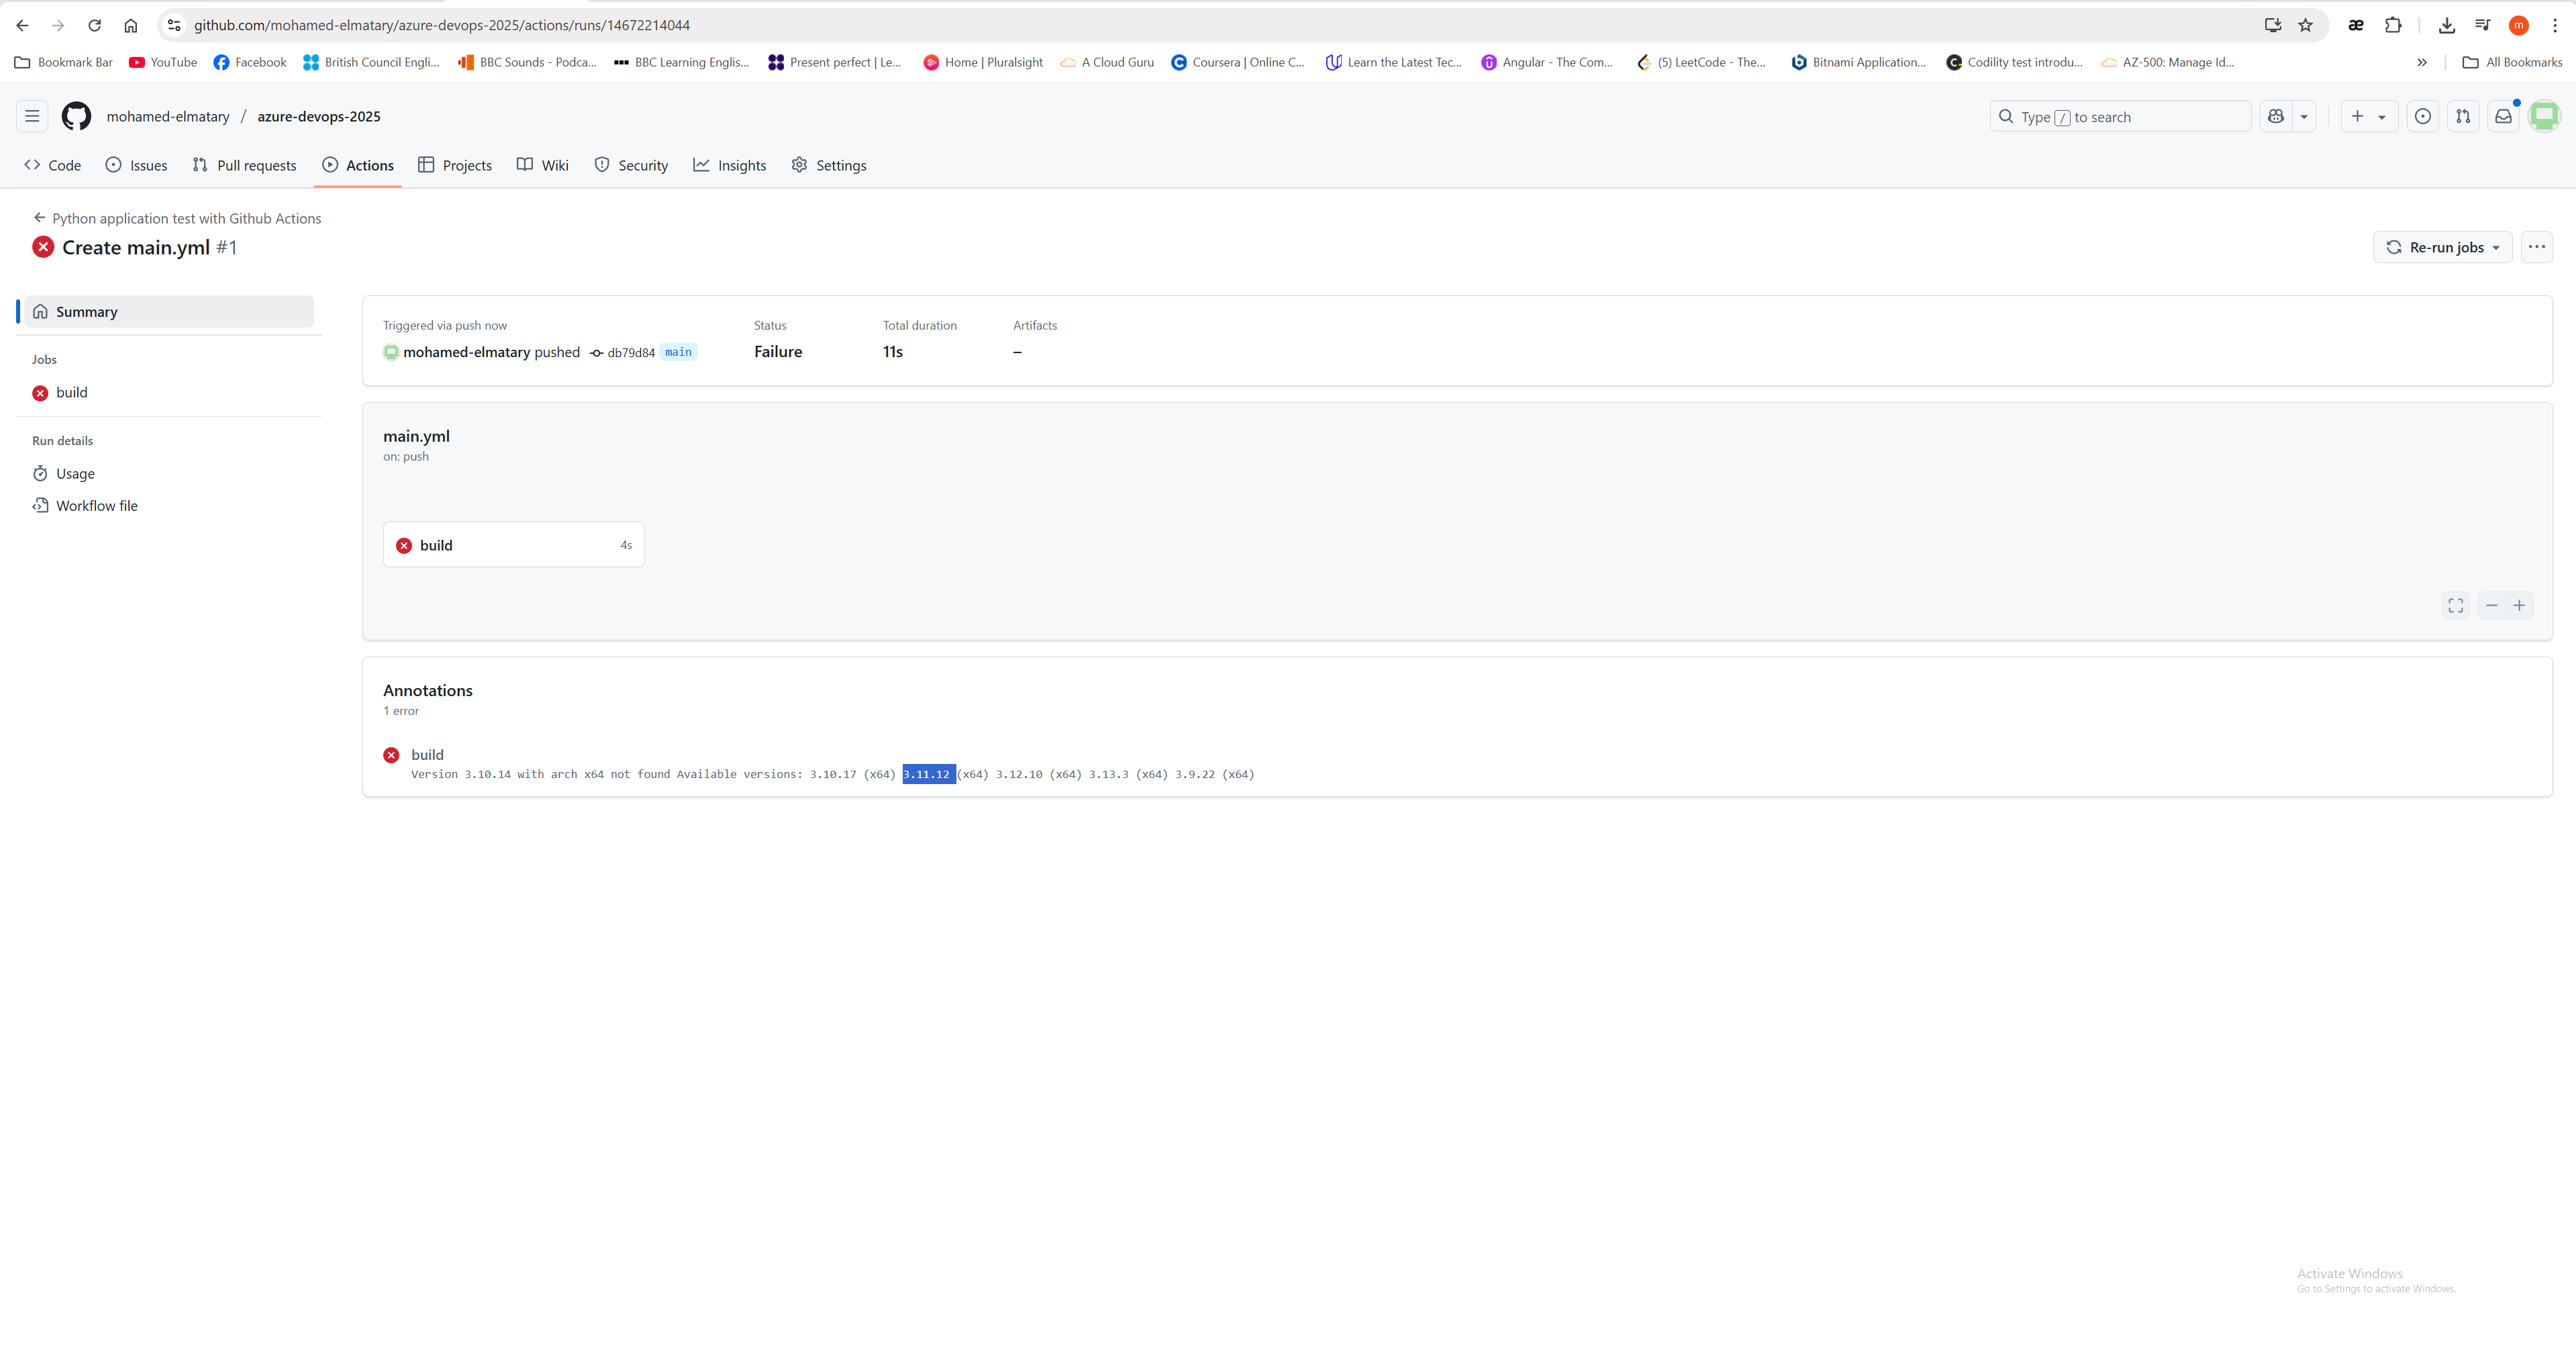 github.com/mohamed-elmatary/azure-devops-2025/actions/runs/14672214044
æ
m
Bookmark Bar YouTube Facebook British Council Engli... BBC Sounds - Podca... BBC Learning Englis... Present perfect | Le... Home | Pluralsight A Cloud Guru Coursera | Online C... Learn the Latest Tec... Angular - The Com... (5) LeetCode - The... Bitnami Application... Codility test introdu... AZ-500: Manage Id... » All Bookmarks
mohamed-elmatary / azure-devops-2025
Type / to search
Code Issues Pull requests Actions Projects Wiki Security Insights Settings
Python application test with Github Actions
Create main.yml #1
Re-run jobs
Summary
Jobs
build
Run details
Usage
Workflow file
Triggered via push now Status Total duration Artifacts
mohamed-elmatary pushed db79d84 main Failure 11s –
main.yml
on: push
build 4s
Annotations
1 error
build
Version 3.10.14 with arch x64 not found Available versions: 3.10.17 (x64) 3.11.12 (x64) 3.12.10 (x64) 3.13.3 (x64) 3.9.22 (x64)
Activate Windows
Go to Settings to activate Windows.